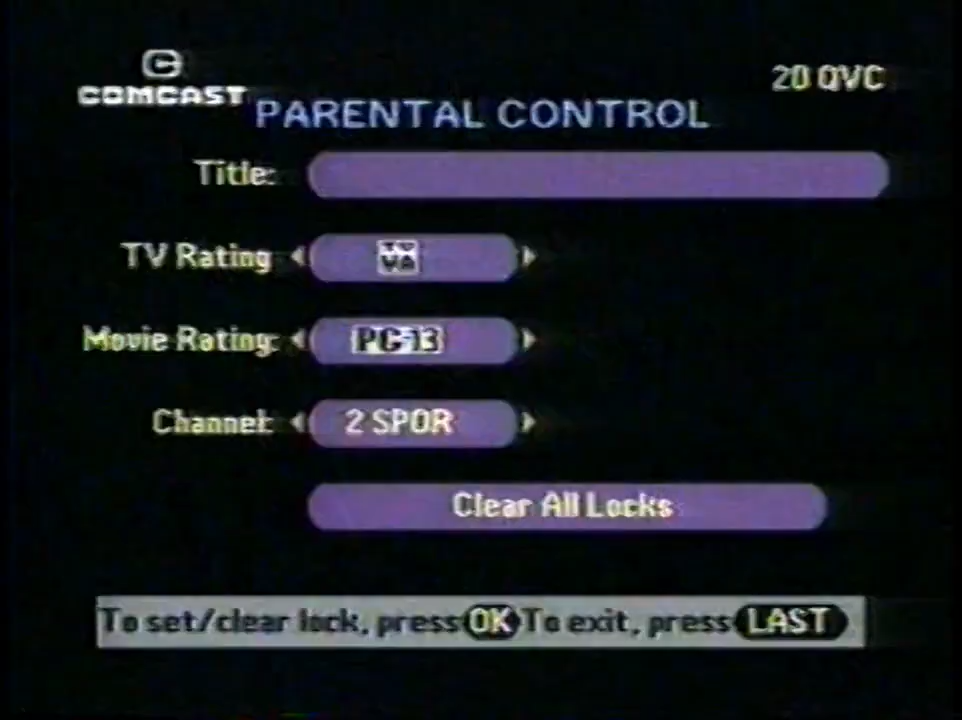 C
COMCAST
20 QVC
PARENTAL CONTROL
Title:
TV Rating
Movie Rating:
PG-13
Channel:
2 SPOR
Clear All Locks
To set/clear lock, press OK To exit, press LAST